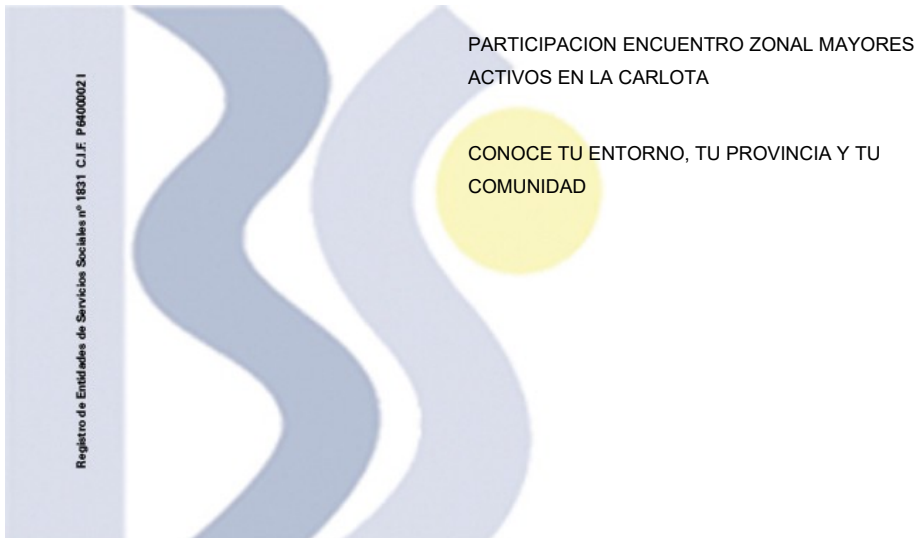 PARTICIPACION ENCUENTRO ZONAL MAYORES
ACTIVOS EN LA CARLOTA
CONOCE TU ENTORNO, TU PROVINCIA Y TU
COMUNIDAD
Registro de Entidades de Servicios Sociales nº 1831 C.I.F. P6400002 I